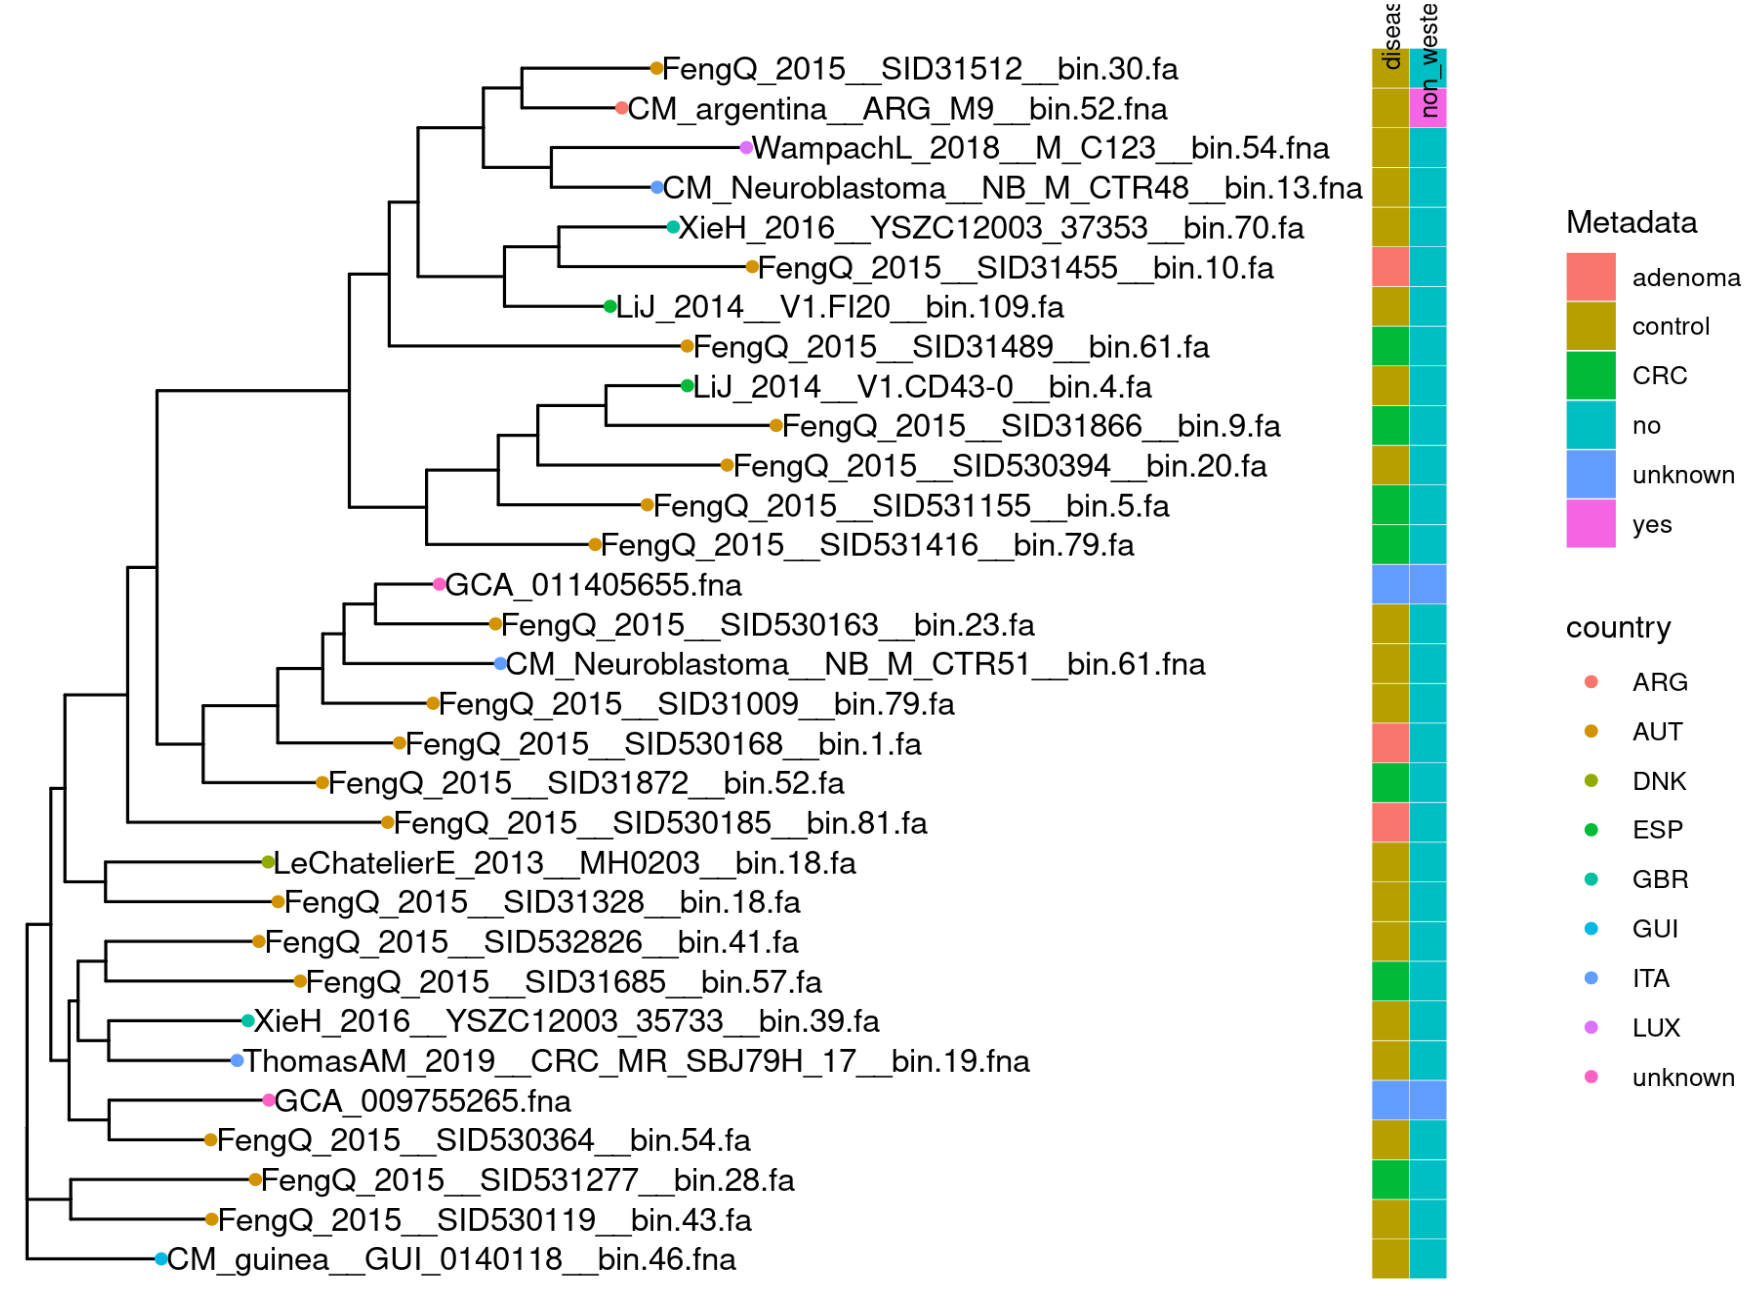 diseas
non_weste
FengQ_2015__SID31512__bin.30.fa
CM_argentina__ARG_M9__bin.52.fna
WampachL_2018__M_C123__bin.54.fna
CM_Neuroblastoma__NB_M_CTR48__bin.13.fna
XieH_2016__YSZC12003_37353__bin.70.fa
FengQ_2015__SID31455__bin.10.fa
LiJ_2014__V1.FI20__bin.109.fa
FengQ_2015__SID31489__bin.61.fa
LiJ_2014__V1.CD43-0__bin.4.fa
FengQ_2015__SID31866__bin.9.fa
FengQ_2015__SID530394__bin.20.fa
FengQ_2015__SID531155__bin.5.fa
FengQ_2015__SID531416__bin.79.fa
GCA_011405655.fna
FengQ_2015__SID530163__bin.23.fa
CM_Neuroblastoma__NB_M_CTR51__bin.61.fna
FengQ_2015__SID31009__bin.79.fa
FengQ_2015__SID530168__bin.1.fa
FengQ_2015__SID31872__bin.52.fa
FengQ_2015__SID530185__bin.81.fa
LeChatelierE_2013__MH0203__bin.18.fa
FengQ_2015__SID31328__bin.18.fa
FengQ_2015__SID532826__bin.41.fa
FengQ_2015__SID31685__bin.57.fa
XieH_2016__YSZC12003_35733__bin.39.fa
ThomasAM_2019__CRC_MR_SBJ79H_17__bin.19.fna
GCA_009755265.fna
FengQ_2015__SID530364__bin.54.fa
FengQ_2015__SID531277__bin.28.fa
FengQ_2015__SID530119__bin.43.fa
CM_guinea__GUI_0140118__bin.46.fna
Metadata
adenoma
control
CRC
no
unknown
yes
country
ARG
AUT
DNK
ESP
GBR
GUI
ITA
LUX
unknown